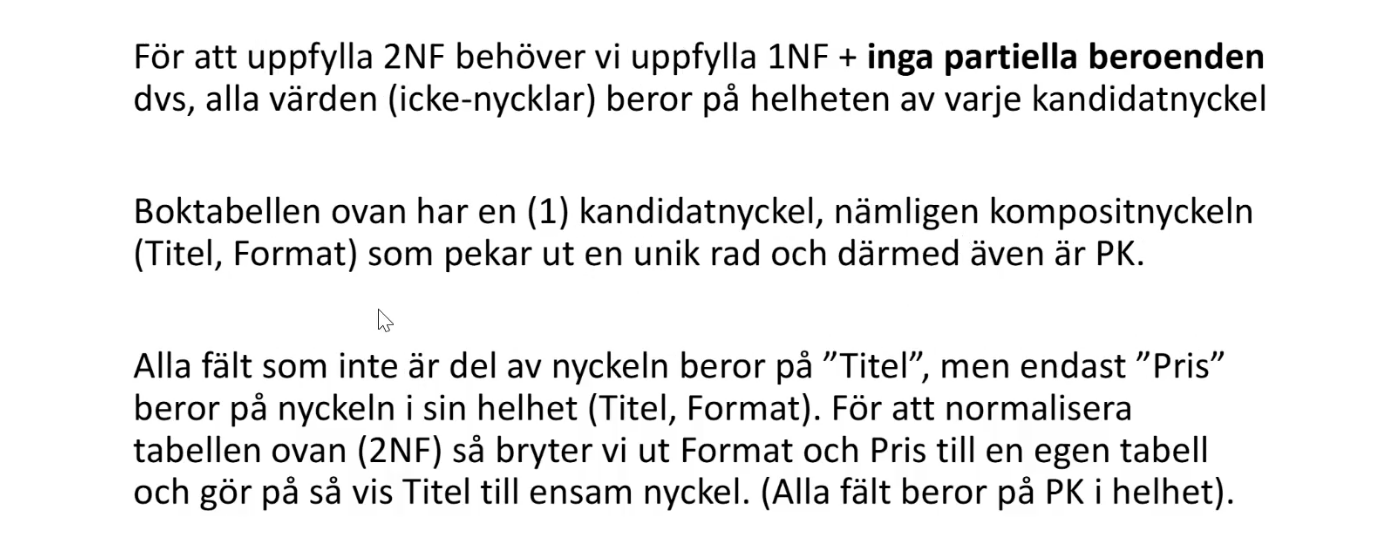 För att uppfylla 2NF behöver vi uppfylla 1NF + inga partiella beroenden
dvs, alla värden (icke-nycklar) beror på helheten av varje kandidatnyckel
Boktabellen ovan har en (1) kandidatnyckel, nämligen kompositnyckeln
(Titel, Format) som pekar ut en unik rad och därmed även är PK.
Alla fält som inte är del av nyckeln beror på ”Titel”, men endast ”Pris”
beror på nyckeln i sin helhet (Titel, Format). För att normalisera
tabellen ovan (2NF) så bryter vi ut Format och Pris till en egen tabell
och gör på så vis Titel till ensam nyckel. (Alla fält beror på PK i helhet).